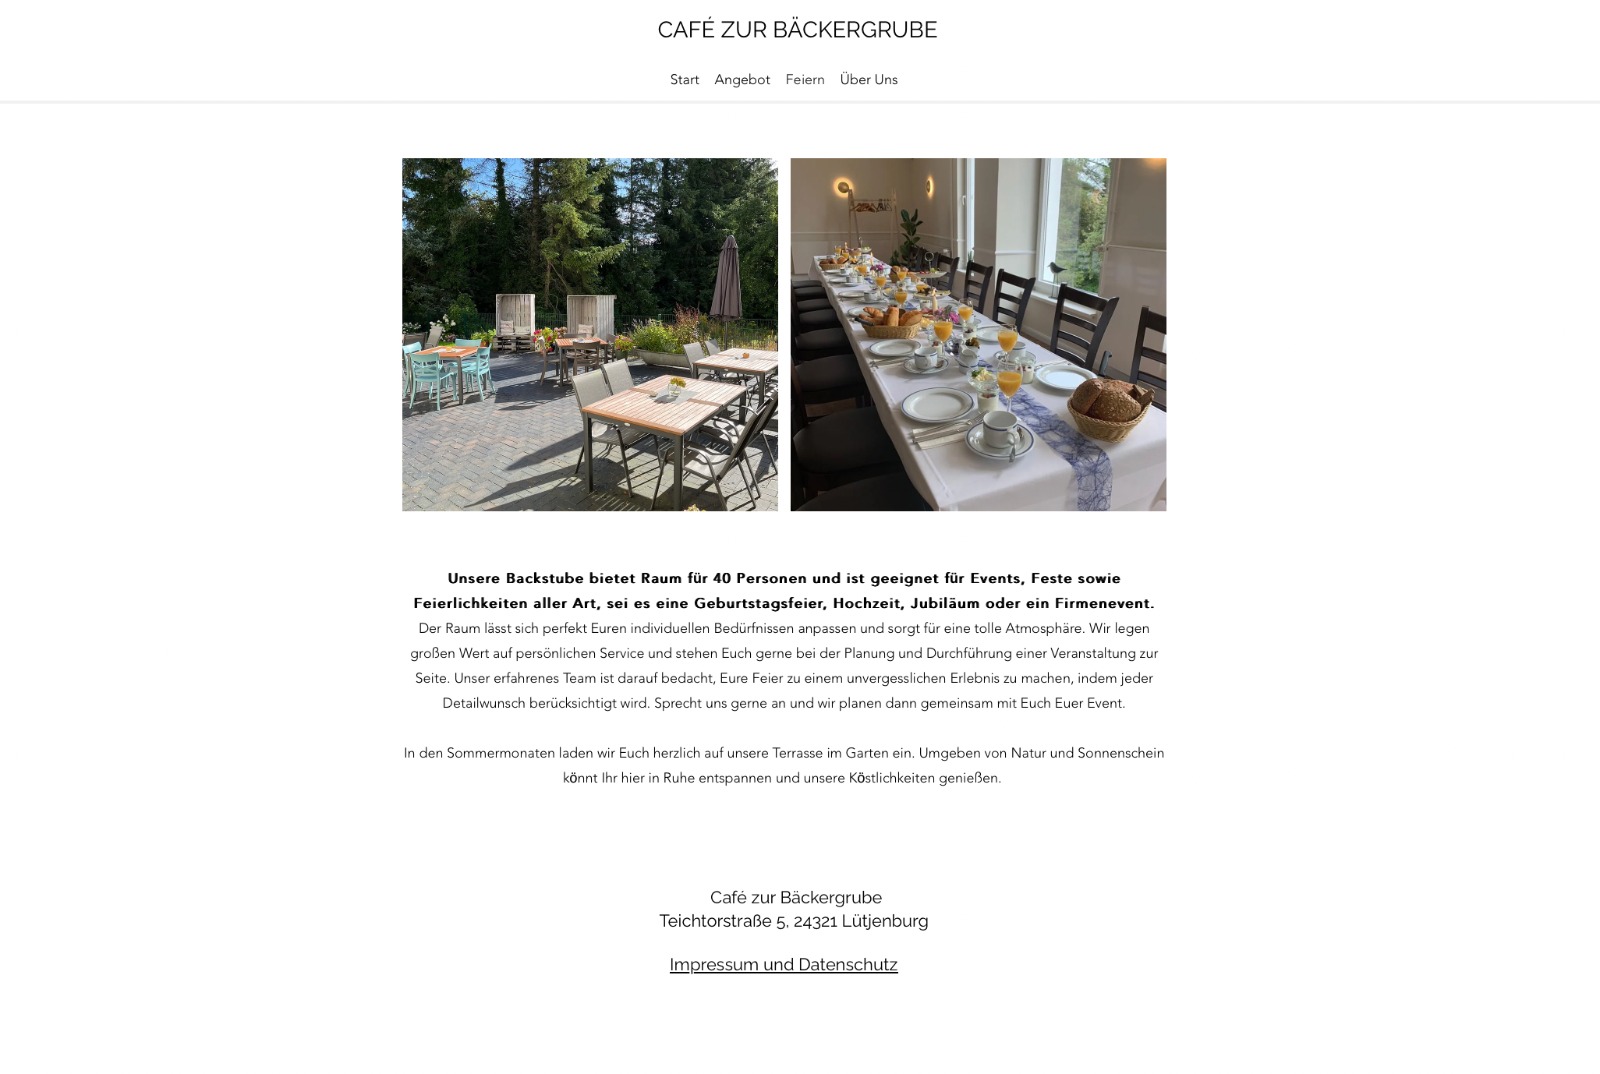 CAFÉ ZUR BÄCKERGRUBE
Start Angebot Feiern Über Uns
Unsere Backstube bietet Raum für 40 Personen und ist geeignet für Events, Feste sowie
Feierlichkeiten aller Art, sei es eine Geburtstagsfeier, Hochzeit, Jubiläum oder ein Firmenevent.
Der Raum lässt sich perfekt Euren individuellen Bedürfnissen anpassen und sorgt für eine tolle Atmosphäre. Wir legen
großen Wert auf persönlichen Service und stehen Euch gerne bei der Planung und Durchführung einer Veranstaltung zur
Seite. Unser erfahrenes Team ist darauf bedacht, Eure Feier zu einem unvergesslichen Erlebnis zu machen, indem jeder
Detailwunsch berücksichtigt wird. Sprecht uns gerne an und wir planen dann gemeinsam mit Euch Euer Event.
In den Sommermonaten laden wir Euch herzlich auf unsere Terrasse im Garten ein. Umgeben von Natur und Sonnenschein
könnt Ihr hier in Ruhe entspannen und unsere Köstlichkeiten genießen.
Café zur Bäckergrube
Teichtorstraße 5, 24321 Lütjenburg
Impressum und Datenschutz